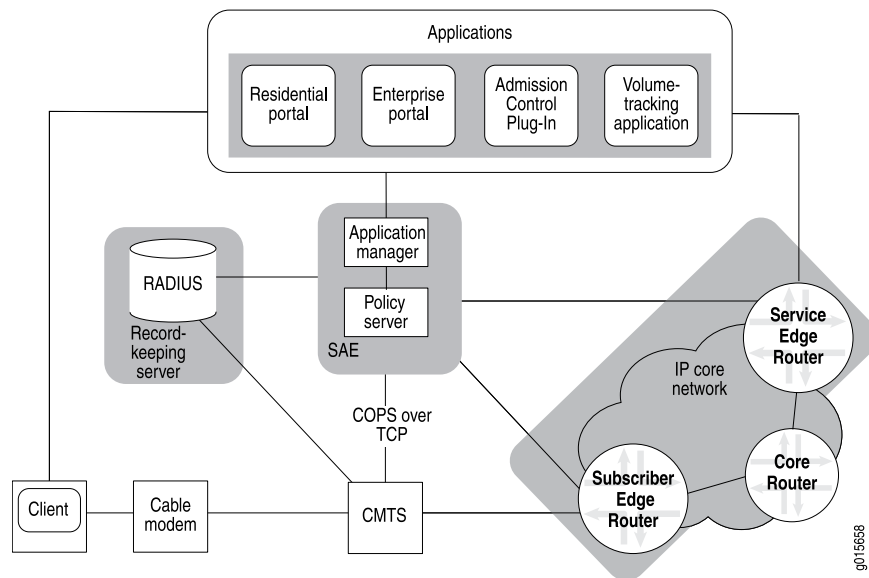 Applications
Residential
portal
Enterprise
portal
Admission
Control
Plug-In
Volume-
tracking
application
Application
manager
RADIUS
Policy
server
Record-
keeping
server
SAE
Service
Edge
Router
IP core
network
COPS over
TCP
Subscriber
Edge
Router
Core
Router
Client
Cable
modem
CMTS
g015658